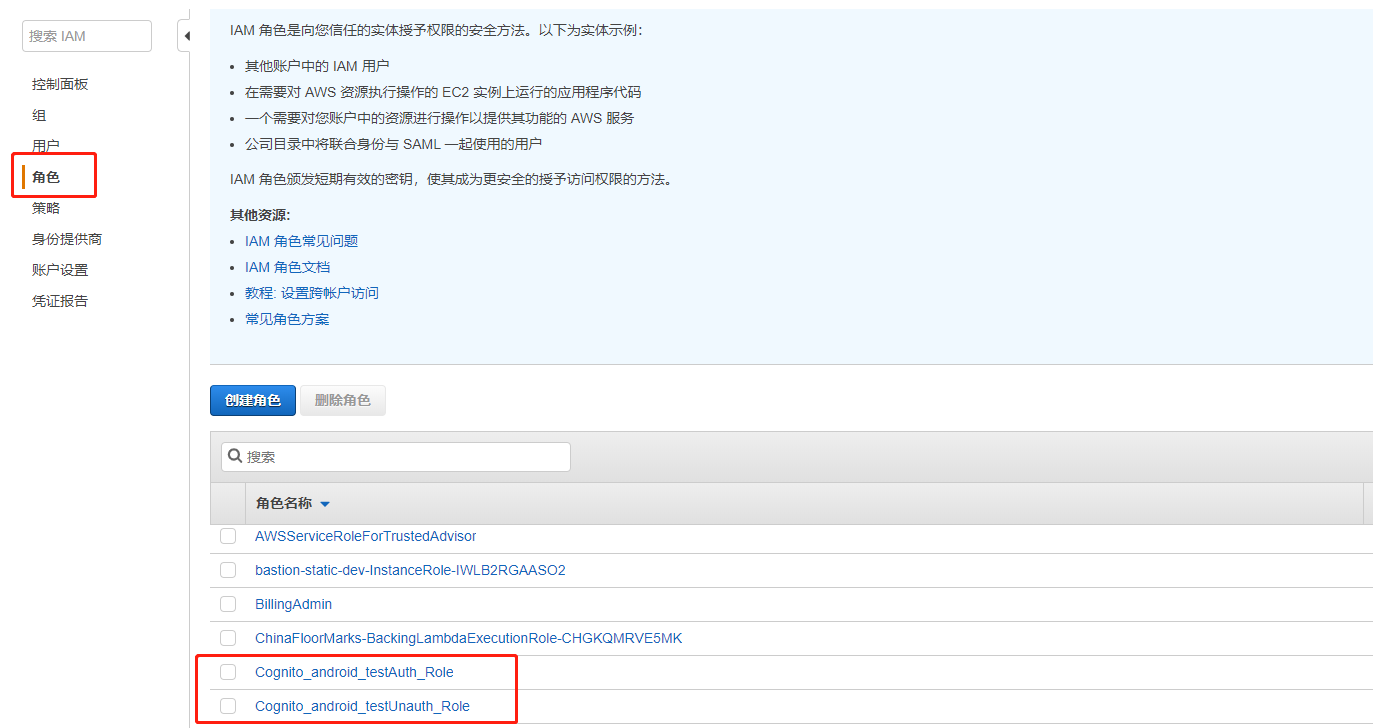 搜索 IAM
控制面板
组
用户
角色
策略
身份提供商
账户设置
凭证报告
IAM 角色是向您信任的实体授予权限的安全方法。以下为实体示例：
其他账户中的 IAM 用户
在需要对 AWS 资源执行操作的 EC2 实例上运行的应用程序代码
一个需要对您账户中的资源进行操作以提供其功能的 AWS 服务
公司目录中将联合身份与 SAML 一起使用的用户
IAM 角色颁发短期有效的密钥，使其成为更安全的授予访问权限的方法。
其他资源:
IAM 角色常见问题
IAM 角色文档
教程: 设置跨帐户访问
常见角色方案
创建角色 删除角色
搜索
角色名称
AWSServiceRoleForTrustedAdvisor
bastion-static-dev-InstanceRole-IWLB2RGAASO2
BillingAdmin
ChinaFloorMarks-BackingLambdaExecutionRole-CHGKQMRVE5MK
Cognito_android_testAuth_Role
Cognito_android_testUnauth_Role